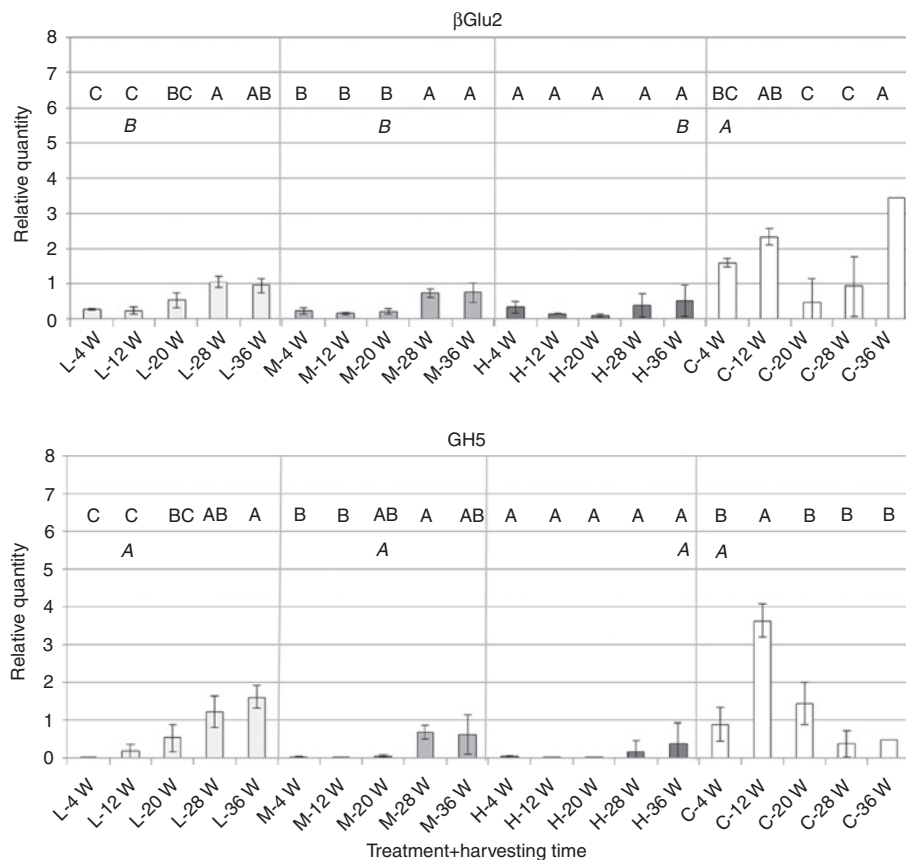 βGlu2
8
7
6
5
4
3
2
1
0
Relative quantity
C C BC A AB B B B A A A A A A A BC AB C C A
B B B A
L-4 W L-12 W L-20 W L-28 W L-36 W M-4 W M-12 W M-20 W M-28 W M-36 W H-4 W H-12 W H-20 W H-28 W H-36 W C-4 W C-12 W C-20 W C-28 W C-36 W
GH5
8
7
6
5
4
3
2
1
0
Relative quantity
C C BC AB A B B AB A AB A A A A A B A B B B
A A A A
L-4 W L-12 W L-20 W L-28 W L-36 W M-4 W M-12 W M-20 W M-28 W M-36 W H-4 W H-12 W H-20 W H-28 W H-36 W C-4 W C-12 W C-20 W C-28 W C-36 W
Treatment+harvesting time